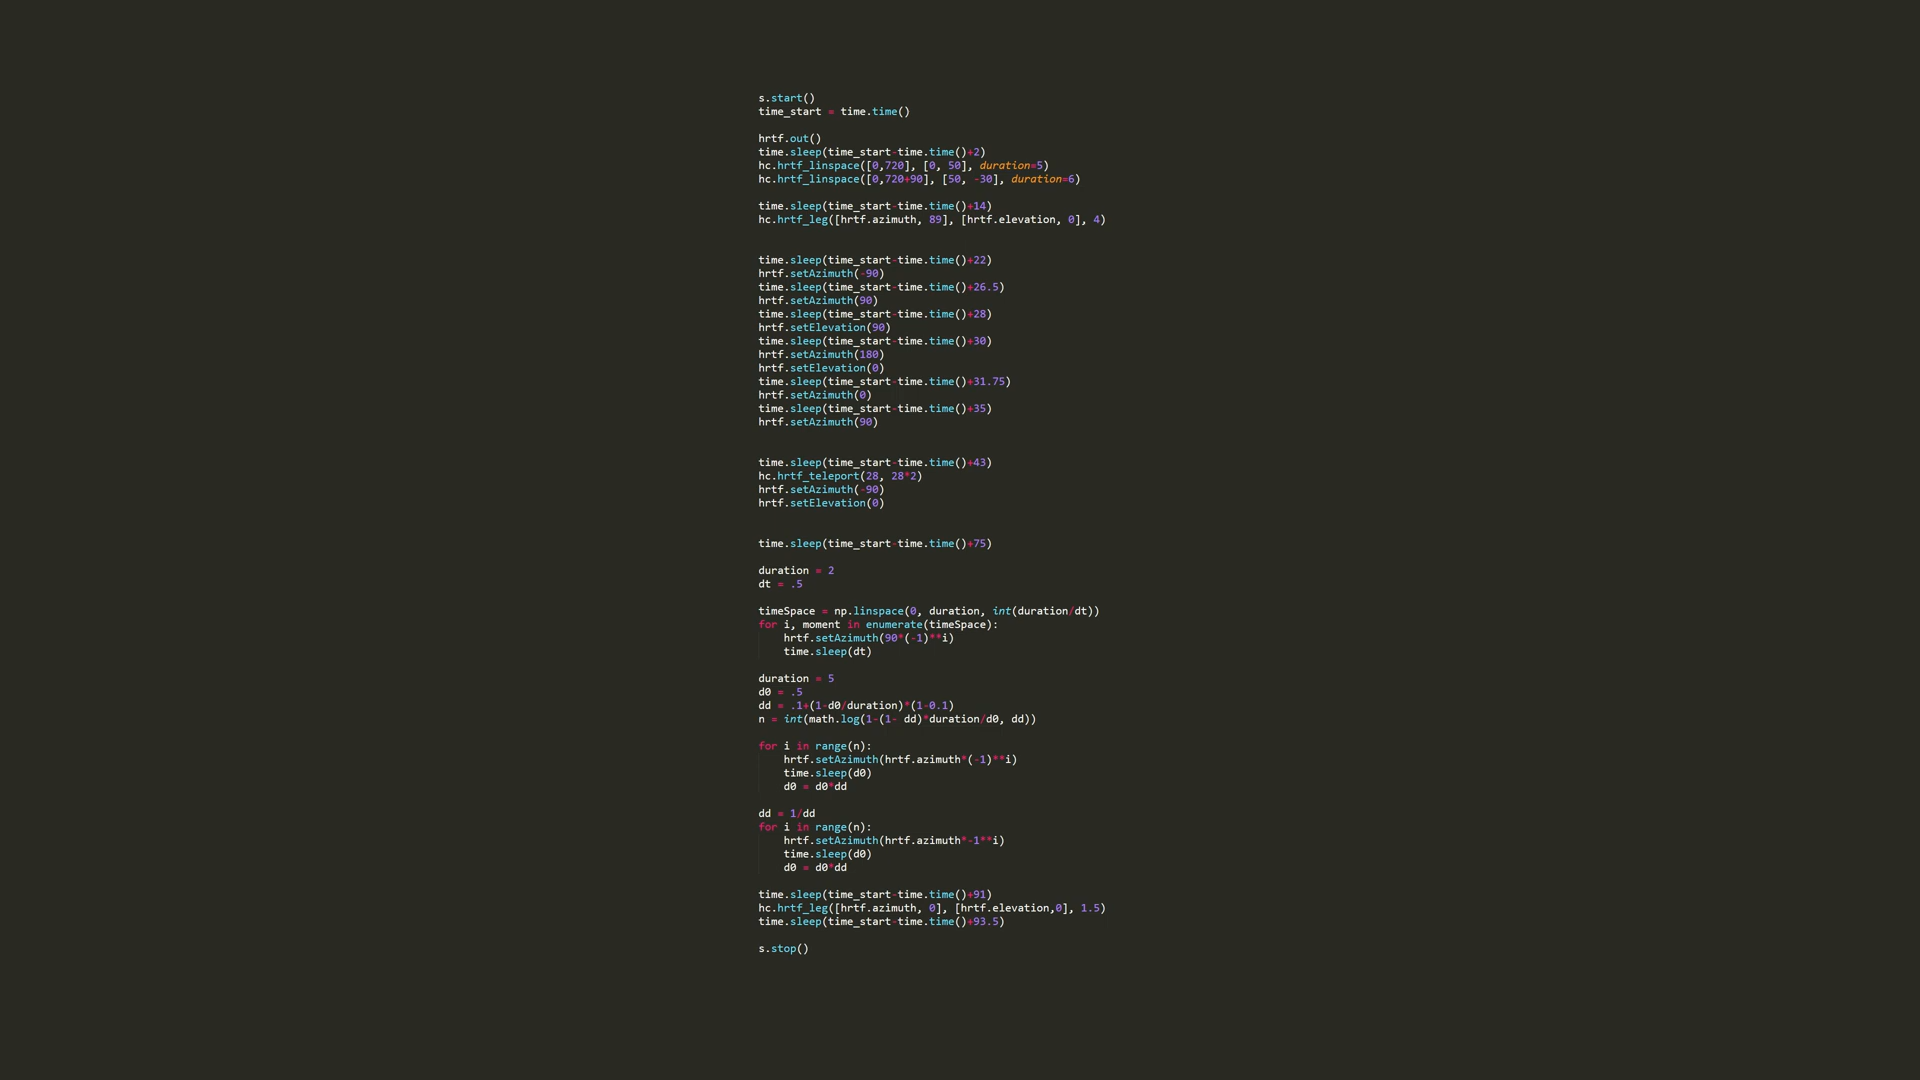 s.start()
time_start = time.time()
hrtf.out()
time.sleep(time_start-time.time()+2)
hc.hrtf_linspace([0,720], [0, 50], duration=5)
hc.hrtf_linspace([0,720+90], [50, -30], duration=6)
time.sleep(time_start-time.time()+14)
hc.hrtf_leg([hrtf.azimuth, 89], [hrtf.elevation, 0], 4)
time.sleep(time_start-time.time()+22)
hrtf.setAzimuth(-90)
time.sleep(time_start-time.time()+26.5)
hrtf.setAzimuth(90)
time.sleep(time_start-time.time()+28)
hrtf.setElevation(90)
time.sleep(time_start-time.time()+30)
hrtf.setAzimuth(180)
hrtf.setElevation(0)
time.sleep(time_start-time.time()+31.75)
hrtf.setAzimuth(0)
time.sleep(time_start-time.time()+35)
hrtf.setAzimuth(90)
time.sleep(time_start-time.time()+43)
hc.hrtf_teleport(28, 28*2)
hrtf.setAzimuth(-90)
hrtf.setElevation(0)
time.sleep(time_start-time.time()+75)
duration = 2
dt = .5
timeSpace = np.linspace(0, duration, int(duration/dt))
for i, moment in enumerate(timeSpace):
    hrtf.setAzimuth(90*(-1)**i)
    time.sleep(dt)
duration = 5
d0 = .5
dd = .1+(1-d0/duration)*(1-0.1)
n = int(math.log(1-(1- dd)*duration/d0, dd))
for i in range(n):
    hrtf.setAzimuth(hrtf.azimuth*(-1)**i)
    time.sleep(d0)
    d0 = d0*dd
dd = 1/dd
for i in range(n):
    hrtf.setAzimuth(hrtf.azimuth*-1**i)
    time.sleep(d0)
    d0 = d0*dd
time.sleep(time_start-time.time()+91)
hc.hrtf_leg([hrtf.azimuth, 0], [hrtf.elevation,0], 1.5)
time.sleep(time_start-time.time()+93.5)
s.stop()